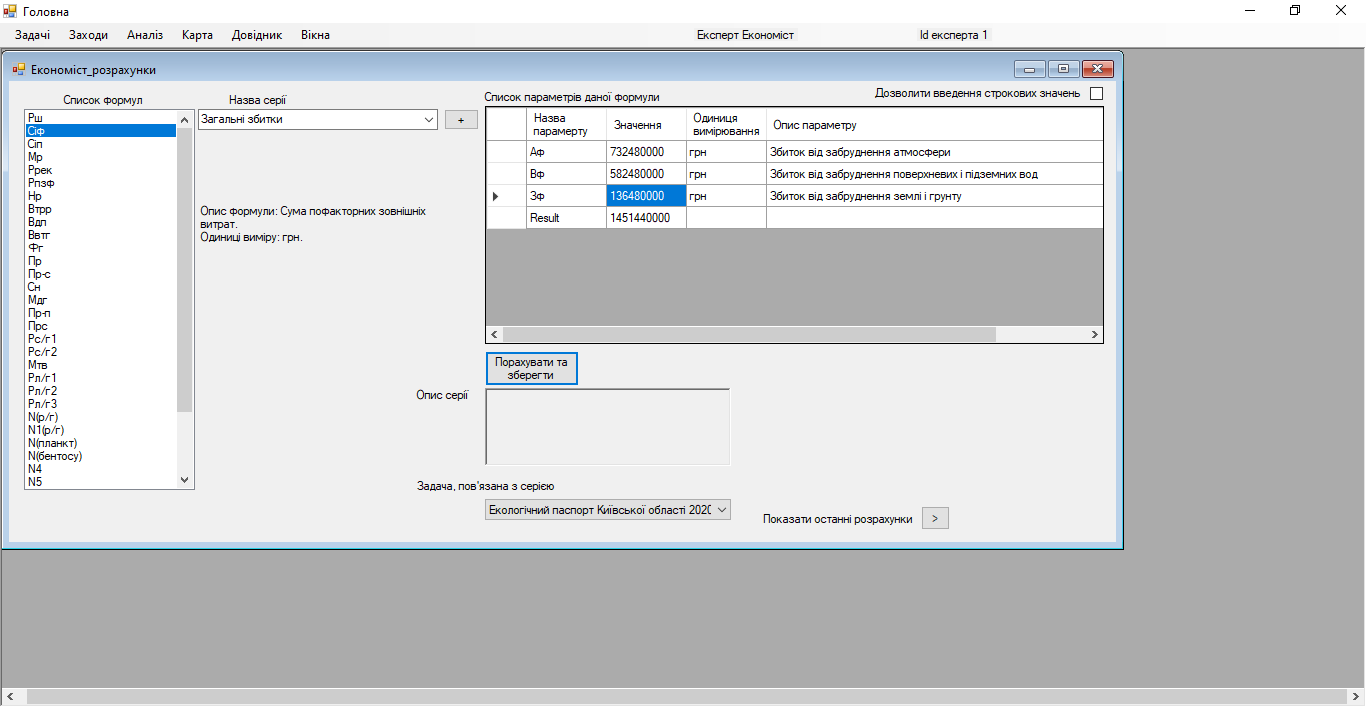 Головна
Задачі Заходи Аналіз Карта Довідник Вікна Експерт Економіст Id експерта 1
Економіст_розрахунки
Список формул
Рш
Сіф
Сіп
Мр
Ррек
Рпзф
Нр
Втрр
Вдп
Ввтг
Фг
Пр
Пр-с
Сн
Мдг
Пр-п
Прс
Рс/г1
Рс/г2
Мтв
Рл/г1
Рл/г2
Рл/г3
N(р/г)
N1(р/г)
N(планкт)
N(бентосу)
N4
N5
Назва серії
Загальні збитки
+
Опис формули: Сума пофакторних зовнішніх
витрат.
Одиниці виміру: грн.
Список параметрів даної формули
Дозволити введення строкових значень
Назва парамерту Значення Одиниця вимірювання Опис параметру
Аф 732480000 грн Збиток від забруднення атмосфери
Вф 582480000 грн Збиток від забруднення поверхневих і підземних вод
Зф 136480000 грн Збиток від забруднення землі і грунту
Result 1451440000
Порахувати та
зберегти
Опис серії
Задача, пов'язана з серією
Екологічний паспорт Київської області 2020
Показати останні розрахунки >